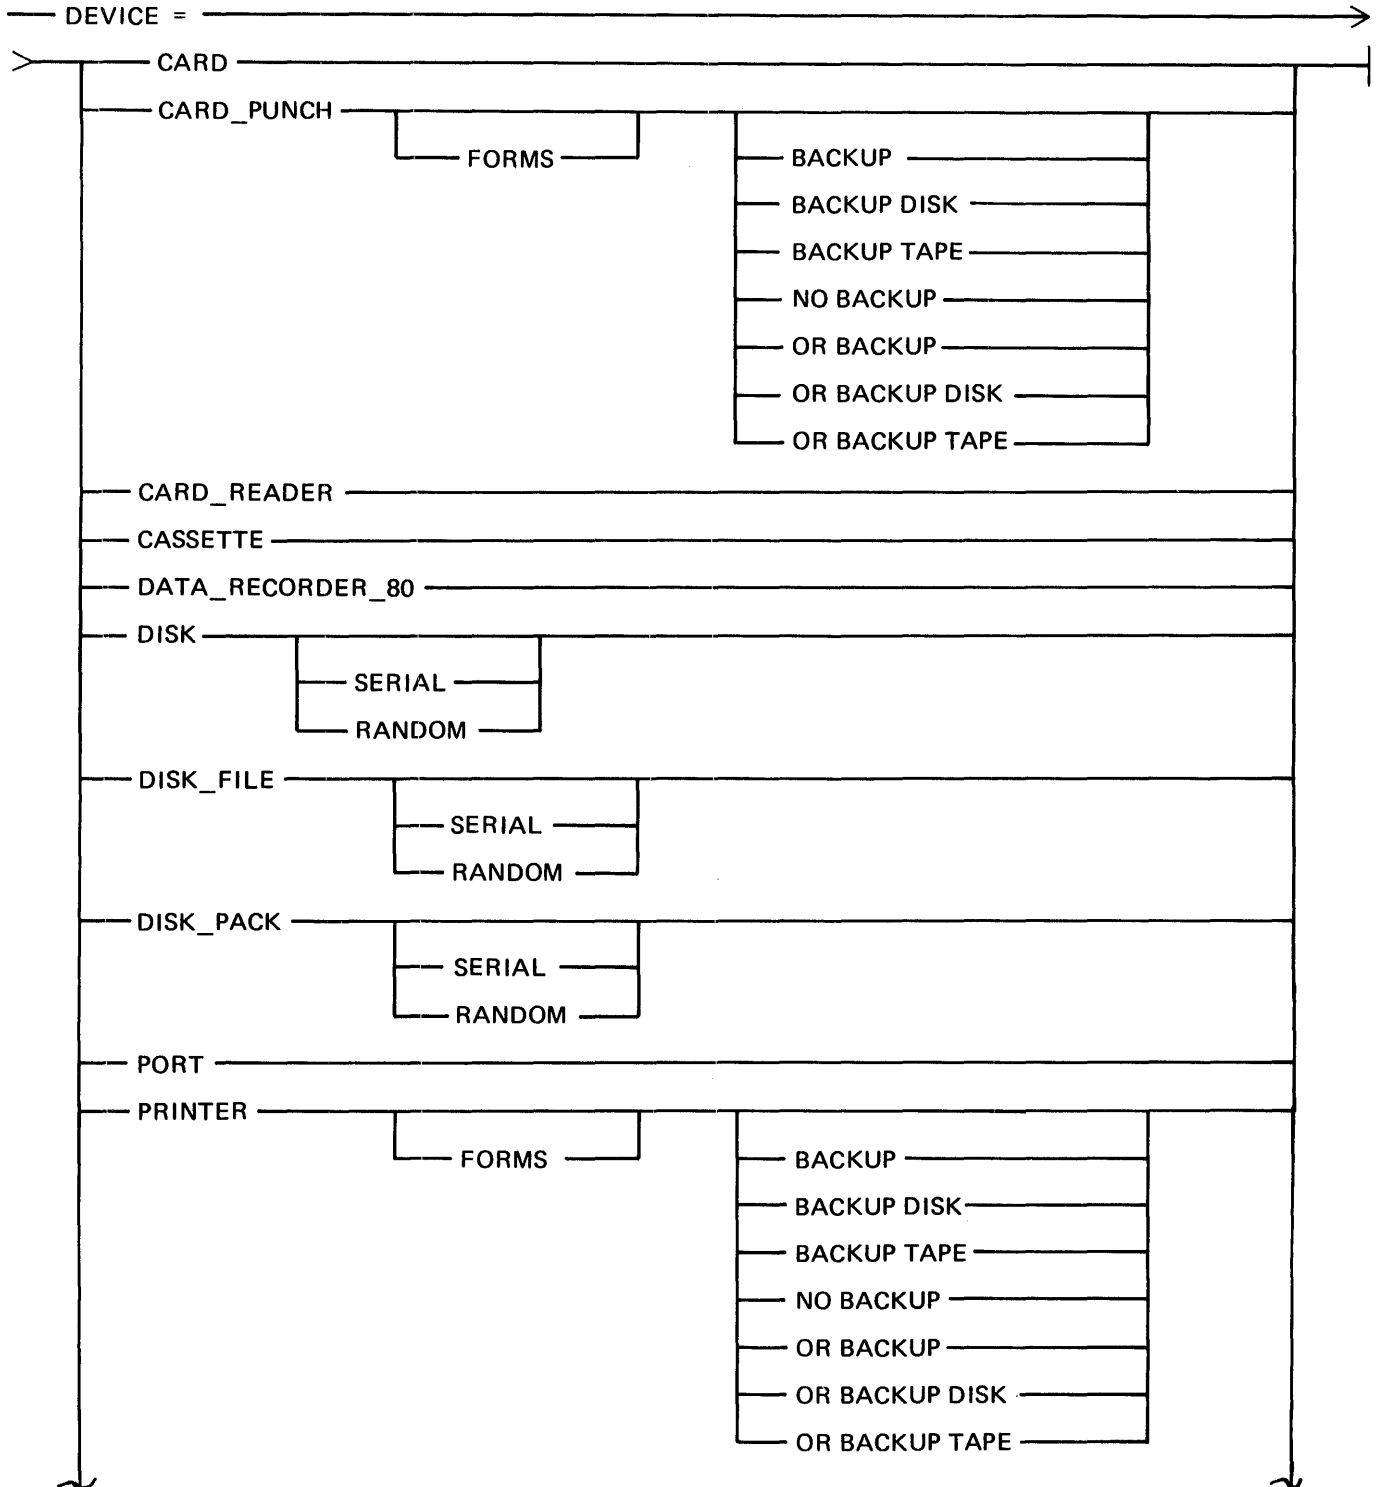 DEVICE =
CARD
CARD_PUNCH
FORMS
BACKUP
BACKUP DISK
BACKUP TAPE
NO BACKUP
OR BACKUP
OR BACKUP DISK
OR BACKUP TAPE
CARD_READER
CASSETTE
DATA_RECORDER_80
DISK
SERIAL
RANDOM
DISK_FILE
SERIAL
RANDOM
DISK_PACK
SERIAL
RANDOM
PORT
PRINTER
FORMS
BACKUP
BACKUP DISK
BACKUP TAPE
NO BACKUP
OR BACKUP
OR BACKUP DISK
OR BACKUP TAPE